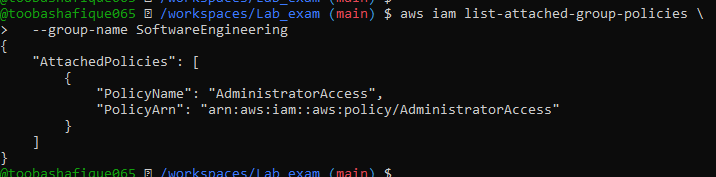 @toobashafique065 /workspaces/Lab_exam (main) $
@toobashafique065 /workspaces/Lab_exam (main) $ aws iam list-attached-group-policies \
>   --group-name SoftwareEngineering
{
    "AttachedPolicies": [
        {
            "PolicyName": "AdministratorAccess",
            "PolicyArn": "arn:aws:iam::aws:policy/AdministratorAccess"
        }
    ]
}
@toobashafique065 /workspaces/Lab_exam (main) $